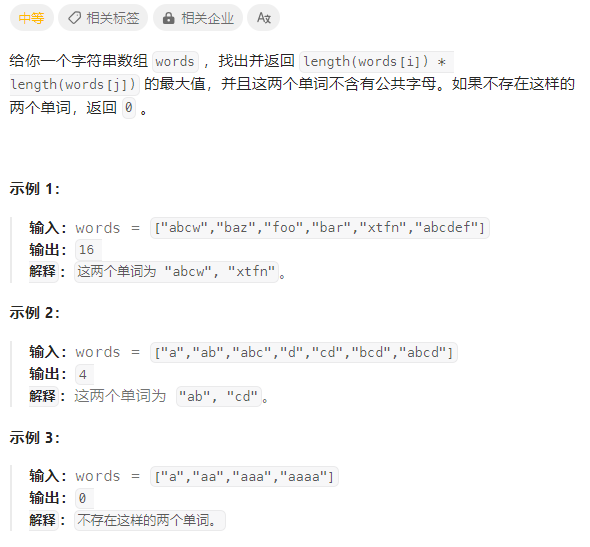 中等 相关标签 相关企业 A文
给你一个字符串数组 words ，找出并返回 length(words[i]) *
length(words[j]) 的最大值，并且这两个单词不含有公共字母。如果不存在这样的
两个单词，返回 0 。
示例 1：
输入：words = ["abcw","baz","foo","bar","xtfn","abcdef"]
输出：16
解释：这两个单词为 "abcw", "xtfn"。
示例 2：
输入：words = ["a","ab","abc","d","cd","bcd","abcd"]
输出：4
解释：这两个单词为 "ab", "cd"。
示例 3：
输入：words = ["a","aa","aaa","aaaa"]
输出：0
解释：不存在这样的两个单词。